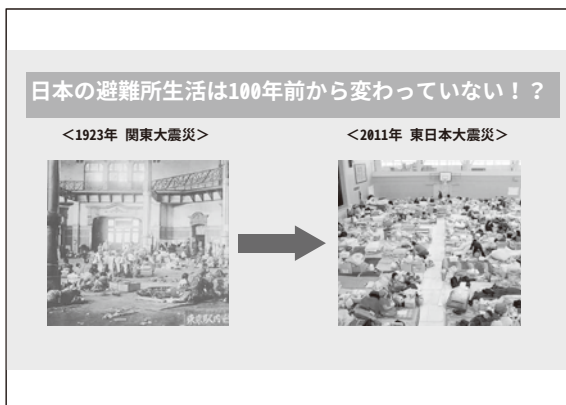 日本の避難所生活は100年前から変わっていない！？
＜1923年 関東大震災＞
＜2011年 東日本大震災＞